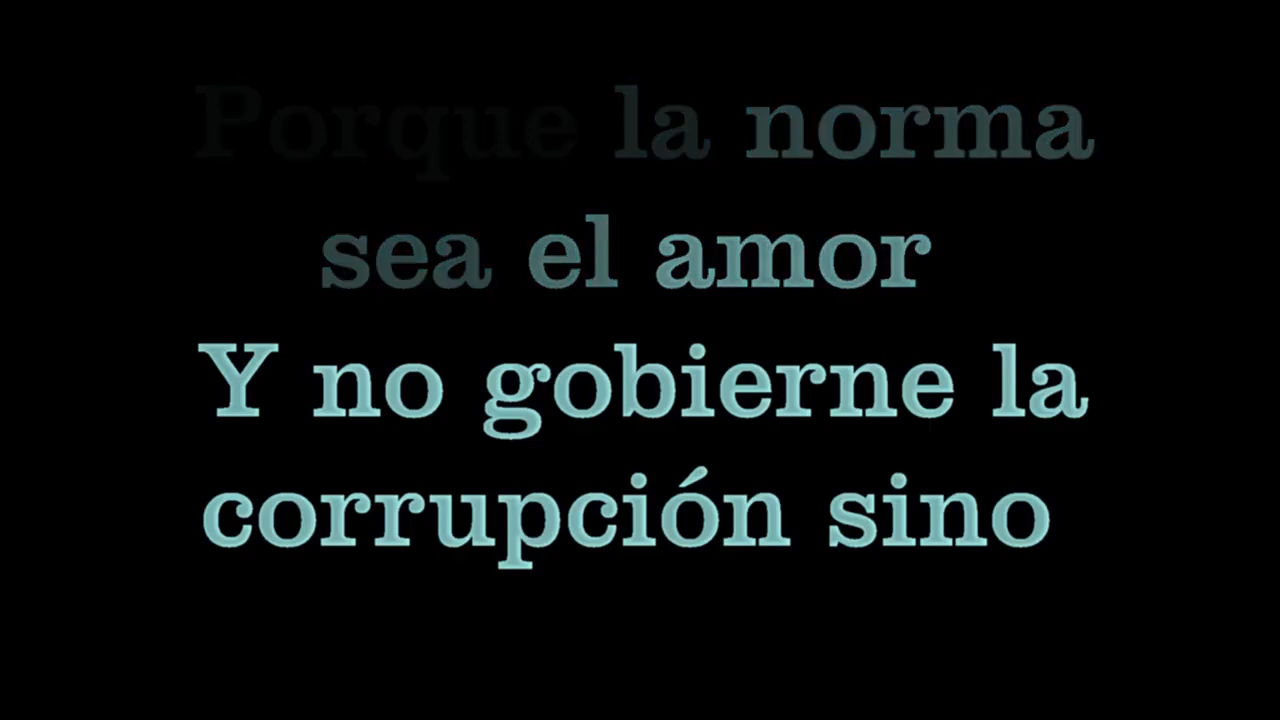 Porque la norma
sea el amor
Y no gobierne la
corrupción sino